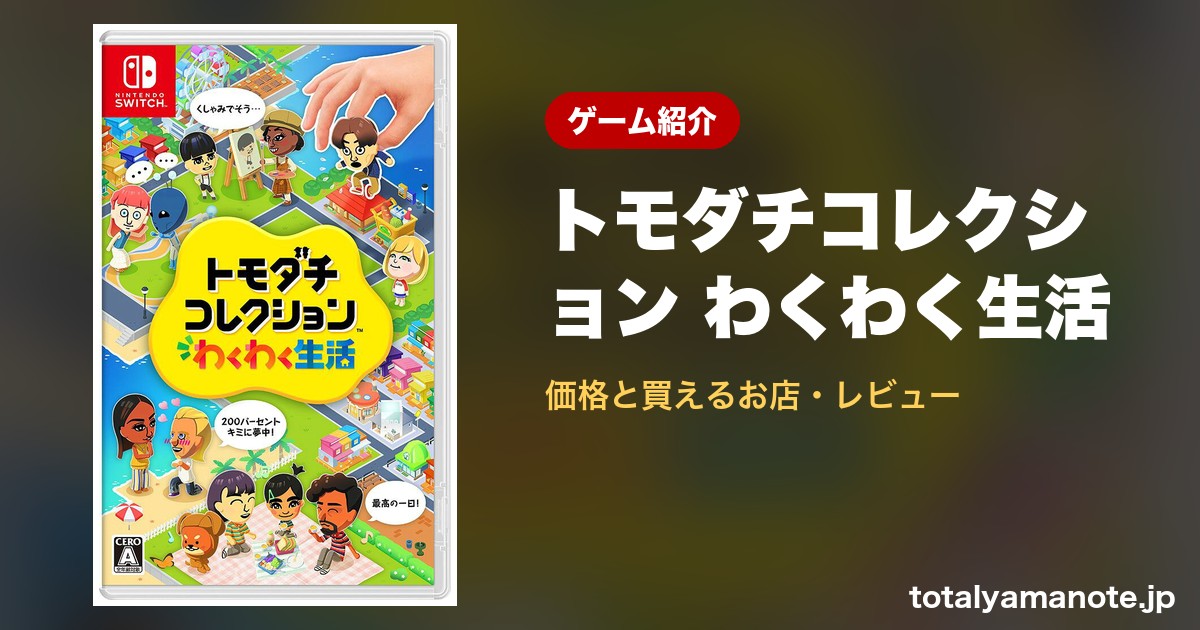 NINTENDO
SWITCH™
くしゃみでそう…
トモダチ
コレクション™
わくわく生活
200パーセント
キミに夢中!
最高の一日!
CERO
A
ゲーム紹介
トモダチコレクシ
ョン わくわく生活
価格と買えるお店・レビュー
totalyamanote.jp